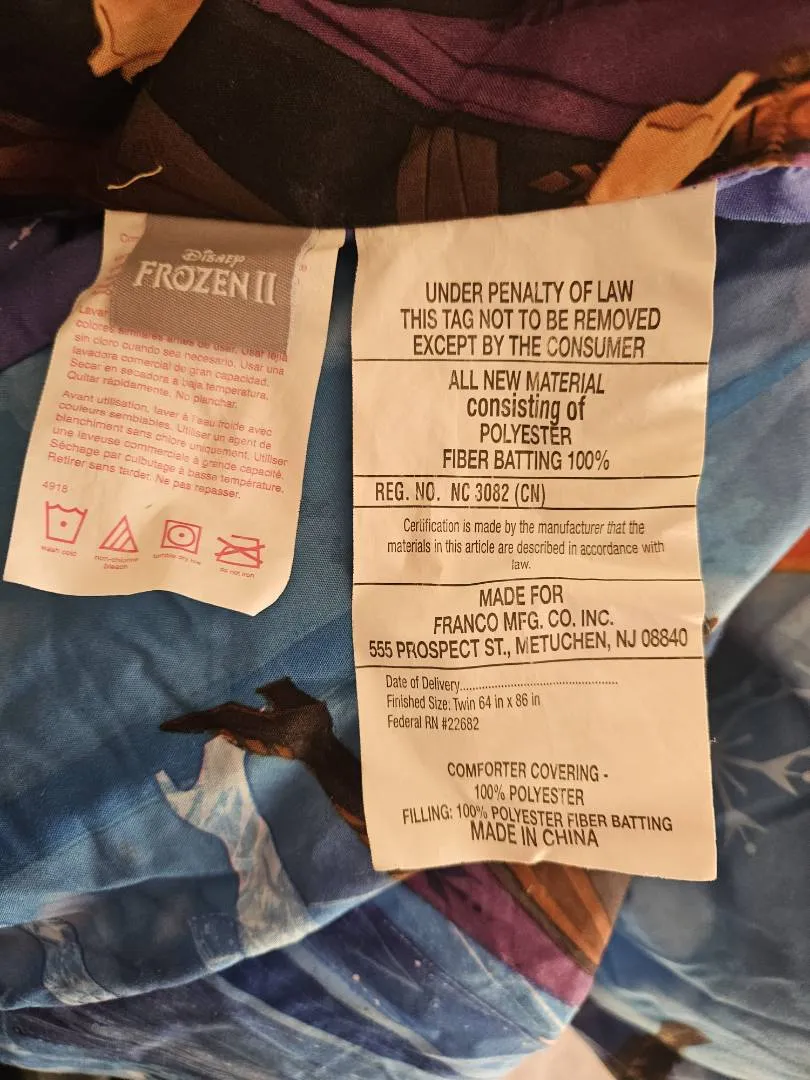 Disney
FROZEN II
Lavar
colores similares antes de usar. Usar lejía
sin cloro cuando sea necesario. Usar una
lavadora comercial de gran capacidad.
Secar en secadora a baja temperatura.
Quitar rápidamente. No planchar.
Avant utilisation, laver à l'eau froide avec
couleurs semblables. Utiliser un agent de
blanchiment sans chlore uniquement. Utiliser
une laveuse commerciale à grande capacité.
Séchage par culbutage à basse température.
Retirer sans tarder. Ne pas repasser.
4918
wash cold
non-chlorine
bleach
tumble dry low
do not iron
UNDER PENALTY OF LAW
THIS TAG NOT TO BE REMOVED
EXCEPT BY THE CONSUMER
ALL NEW MATERIAL
consisting of
POLYESTER
FIBER BATTING 100%
REG. NO. NC 3082 (CN)
Certification is made by the manufacturer that the
materials in this article are described in accordance with
law.
MADE FOR
FRANCO MFG. CO. INC.
555 PROSPECT ST., METUCHEN, NJ 08840
Date of Delivery......................................................
Finished Size: Twin 64 in x 86 in
Federal RN #22682
COMFORTER COVERING -
100% POLYESTER
FILLING: 100% POLYESTER FIBER BATTING
MADE IN CHINA